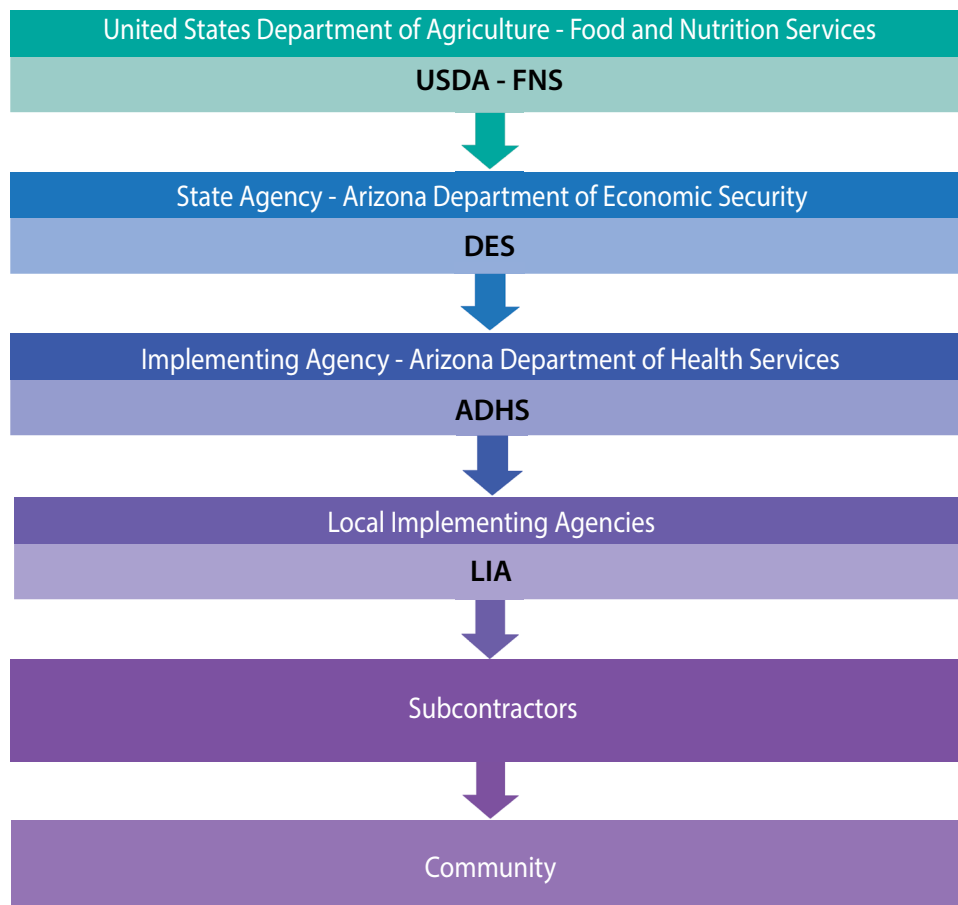 United States Department of Agriculture - Food and Nutrition Services
USDA - FNS
State Agency - Arizona Department of Economic Security
DES
Implementing Agency - Arizona Department of Health Services
ADHS
Local Implementing Agencies
LIA
Subcontractors
Community